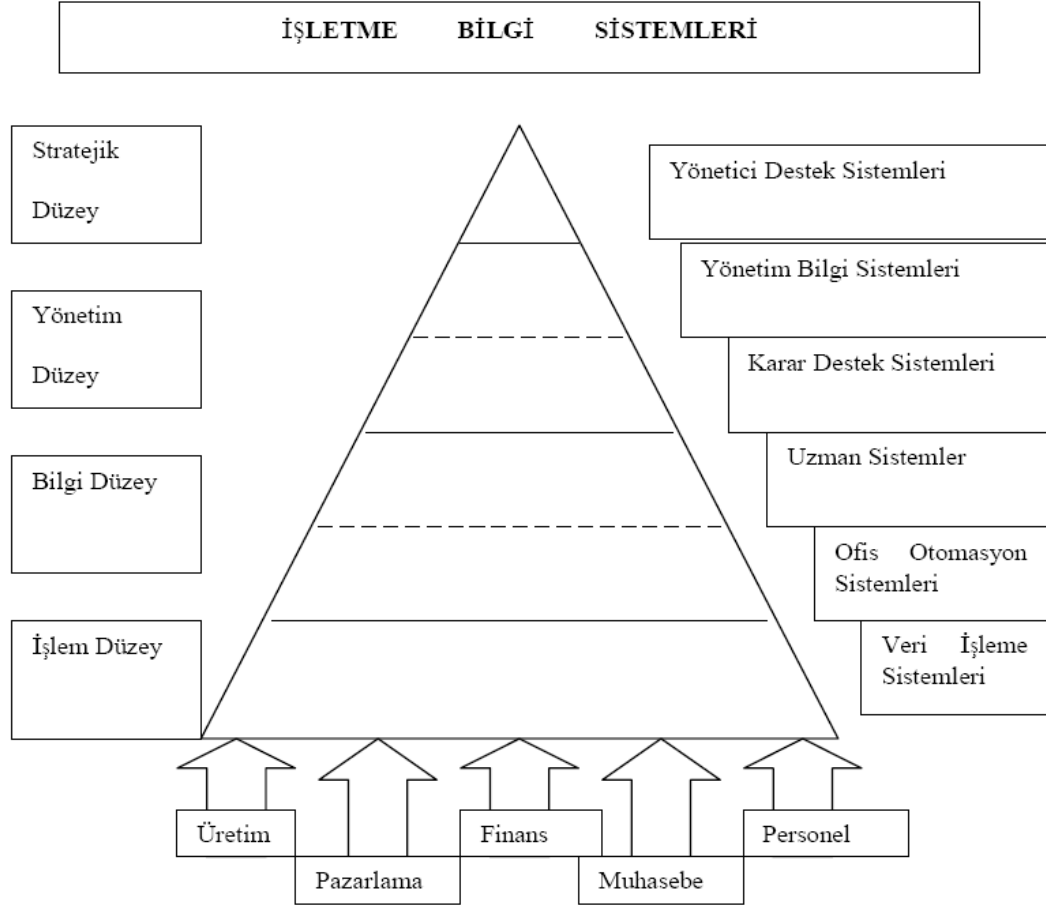 İŞLETME BİLGİ SİSTEMLERİ
Stratejik
Düzey
Yönetici Destek Sistemleri
Yönetim Bilgi Sistemleri
Yönetim
Düzey
Karar Destek Sistemleri
Bilgi Düzey
Uzman Sistemler
Ofis Otomasyon
Sistemleri
İşlem Düzey
Veri İşleme
Sistemleri
Üretim
Finans
Personel
Pazarlama
Muhasebe